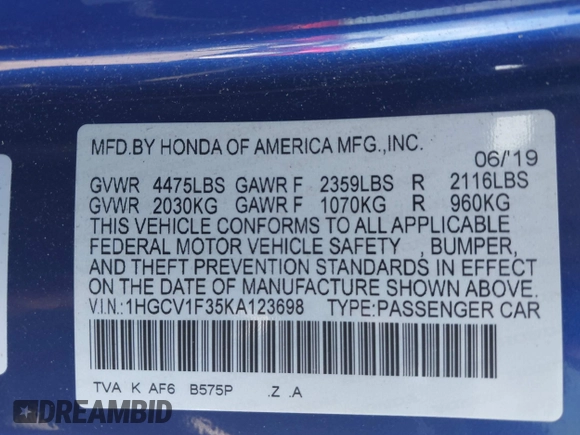 MFD.BY HONDA OF AMERICA MFG.,INC.
06/'19
GVWR 4475LBS GAWR F 2359LBS R 2116LBS
GVWR 2030KG GAWR F 1070KG R 960KG
THIS VEHICLE CONFORMS TO ALL APPLICABLE
FEDERAL MOTOR VEHICLE SAFETY , BUMPER,
AND THEFT PREVENTION STANDARDS IN EFFECT
ON THE DATE OF MANUFACTURE SHOWN ABOVE.
V.I.N.: 1HGCV1F35KA123698 TYPE:PASSENGER CAR
TVA K AF6 B575P .Z .A
DREAMBID